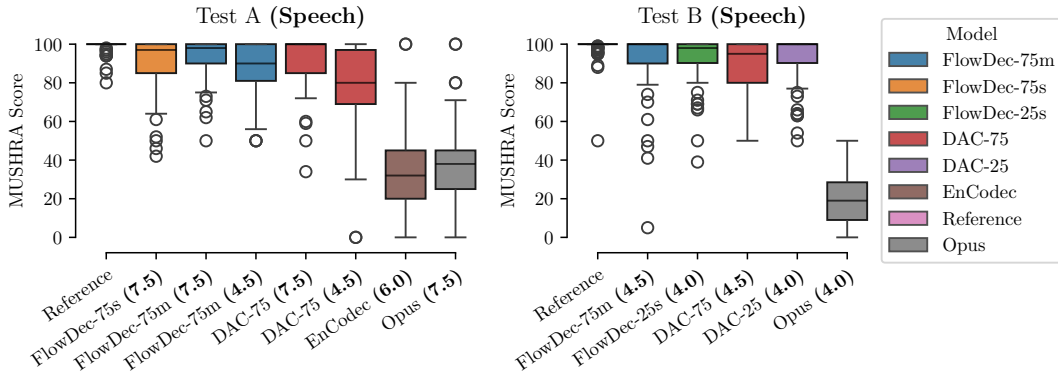 Test A (Speech)
MUSHRA Score
100
80
60
40
20
0
Reference
FlowDec-75s (7.5)
FlowDec-75m (7.5)
FlowDec-75m (4.5)
DAC-75 (7.5)
DAC-75 (4.5)
EnCodec (6.0)
Opus (7.5)
Test B (Speech)
MUSHRA Score
100
80
60
40
20
0
Reference
FlowDec-75m (4.5)
FlowDec-25s (4.0)
DAC-75 (4.5)
DAC-25 (4.0)
Opus (4.0)
Model
FlowDec-75m
FlowDec-75s
FlowDec-25s
DAC-75
DAC-25
EnCodec
Reference
Opus